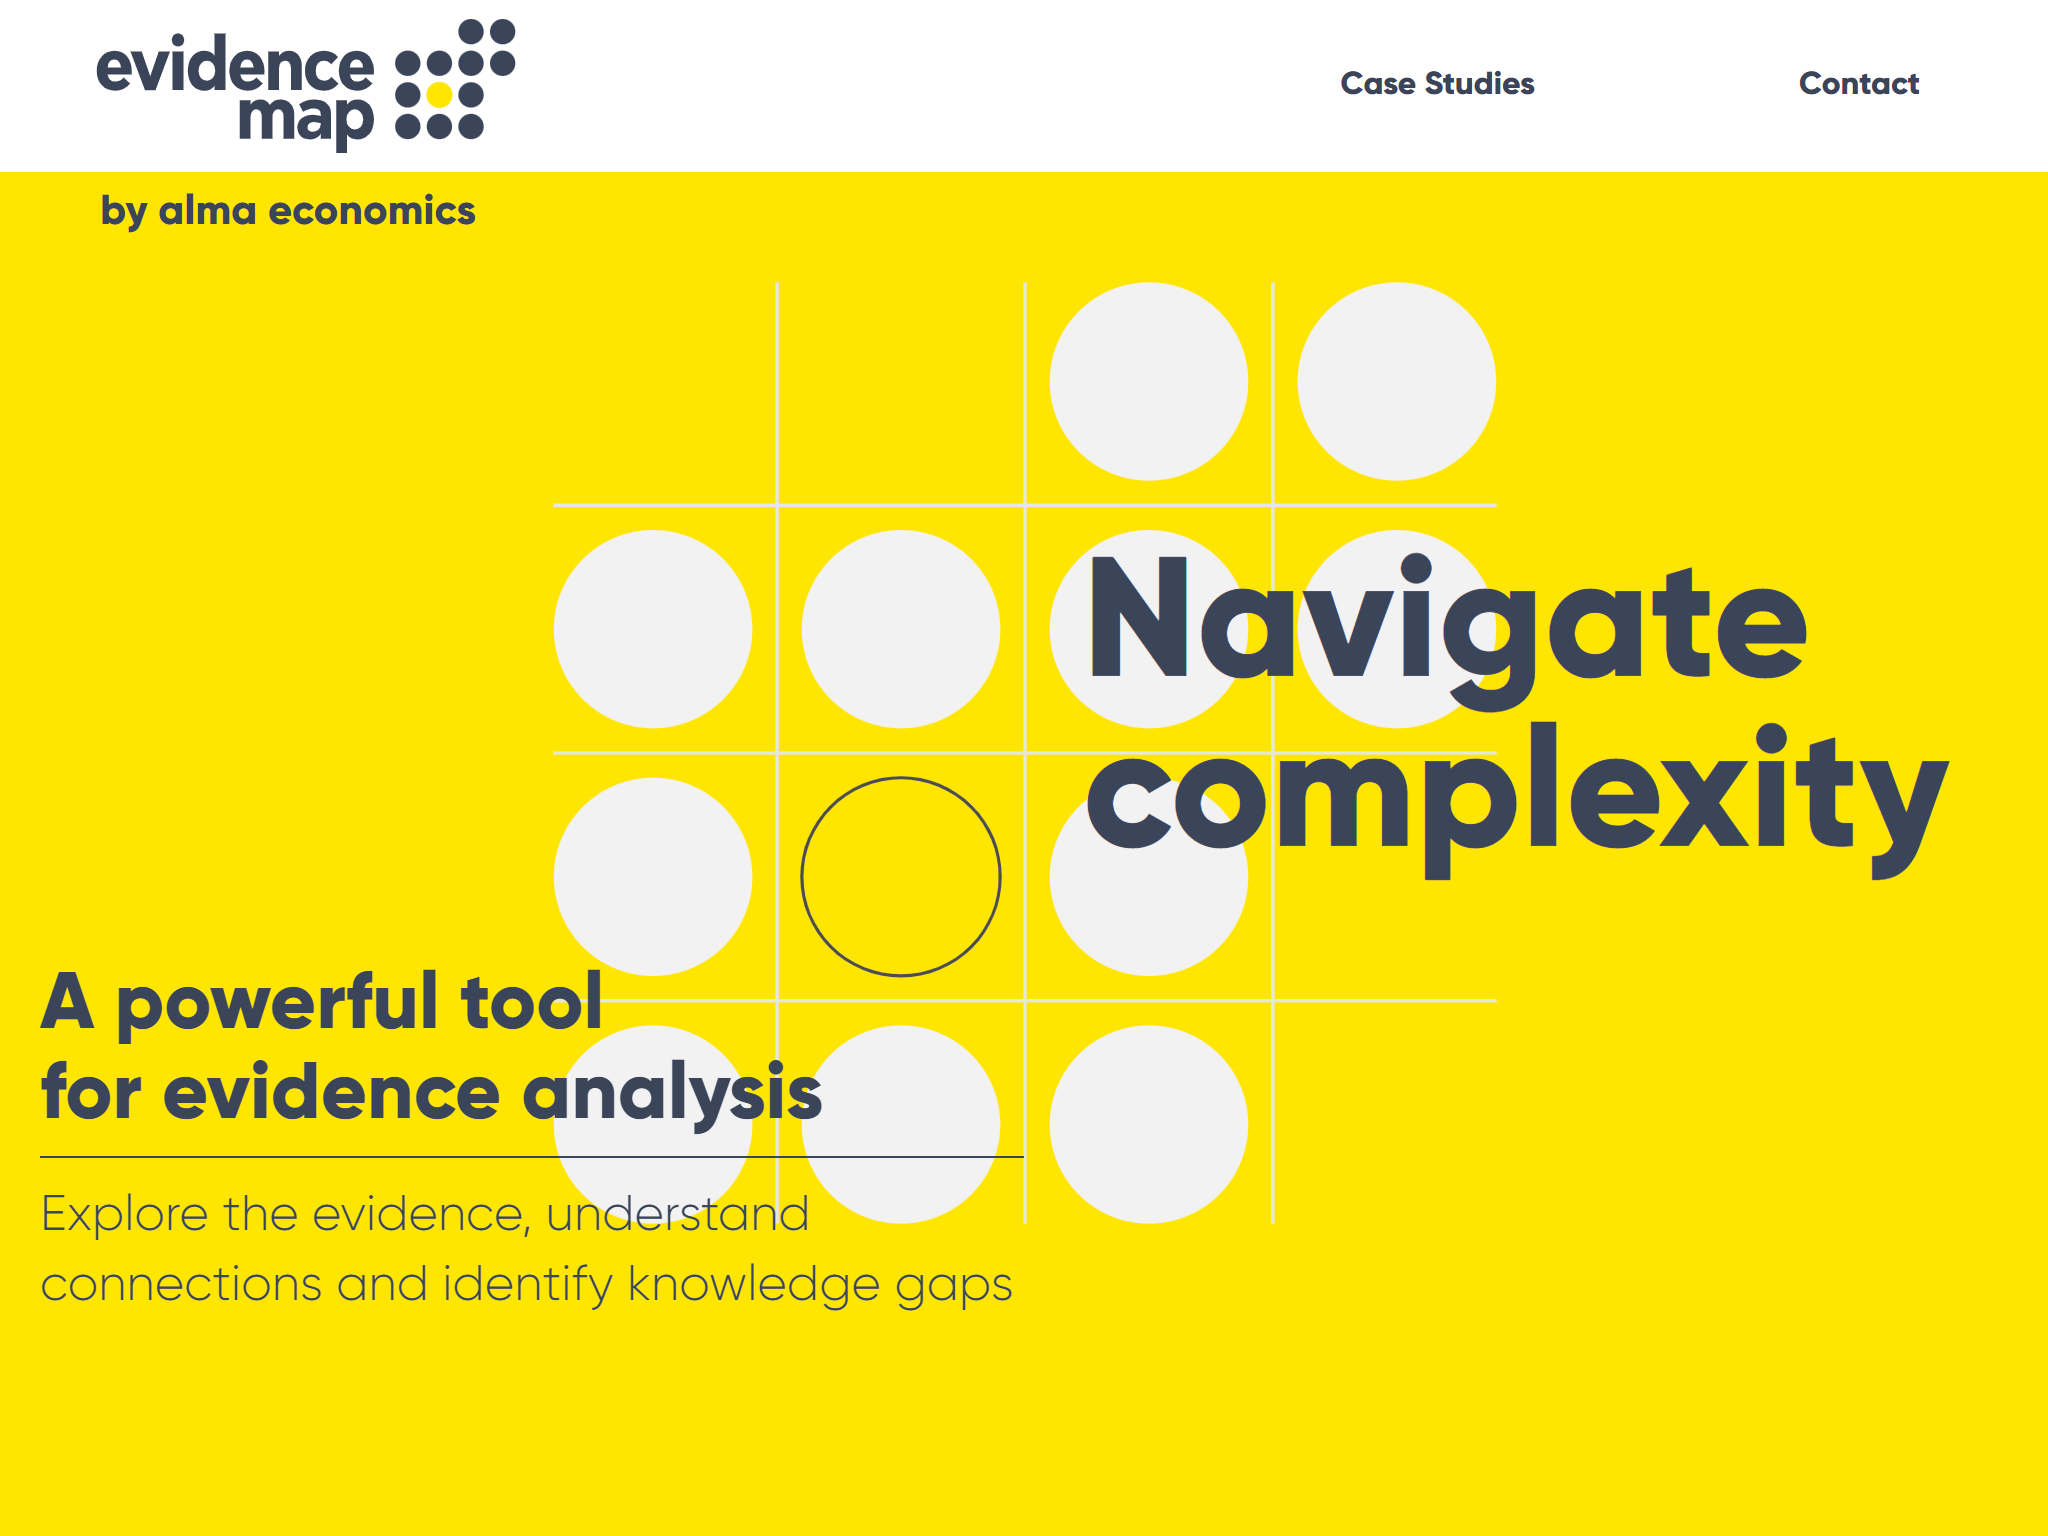 evidence
map
Case Studies
Contact
by alma economics
Navigate
complexity
A powerful tool
for evidence analysis
Explore the evidence, understand
connections and identify knowledge gaps